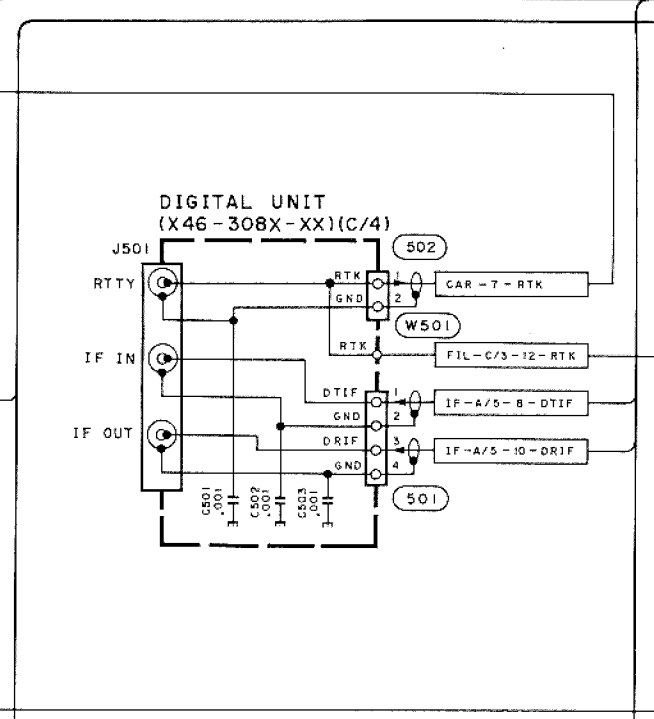 DIGITAL UNIT
(X46-308X-XX)(C/4)
J501
502
RTTY
RTK
1
CAR-7-RTK
GND
2
W501
IF IN
RTK
FIL-C/3-12-RTK
DTIF
1
IF-A/5-8-DTIF
GND
2
IF OUT
DRIF
3
IF-A/5-10-DRIF
GND
4
501
C501
.001
C502
.001
C503
.001